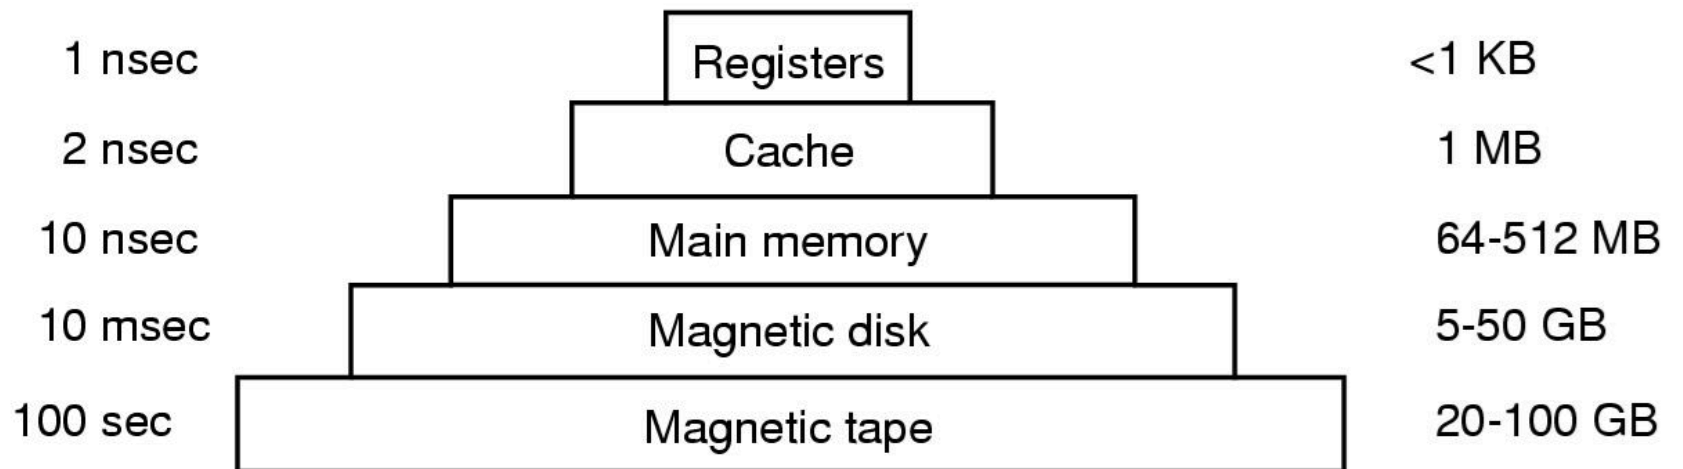 1 nsec Registers <1 KB
2 nsec Cache 1 MB
10 nsec Main memory 64-512 MB
10 msec Magnetic disk 5-50 GB
100 sec Magnetic tape 20-100 GB